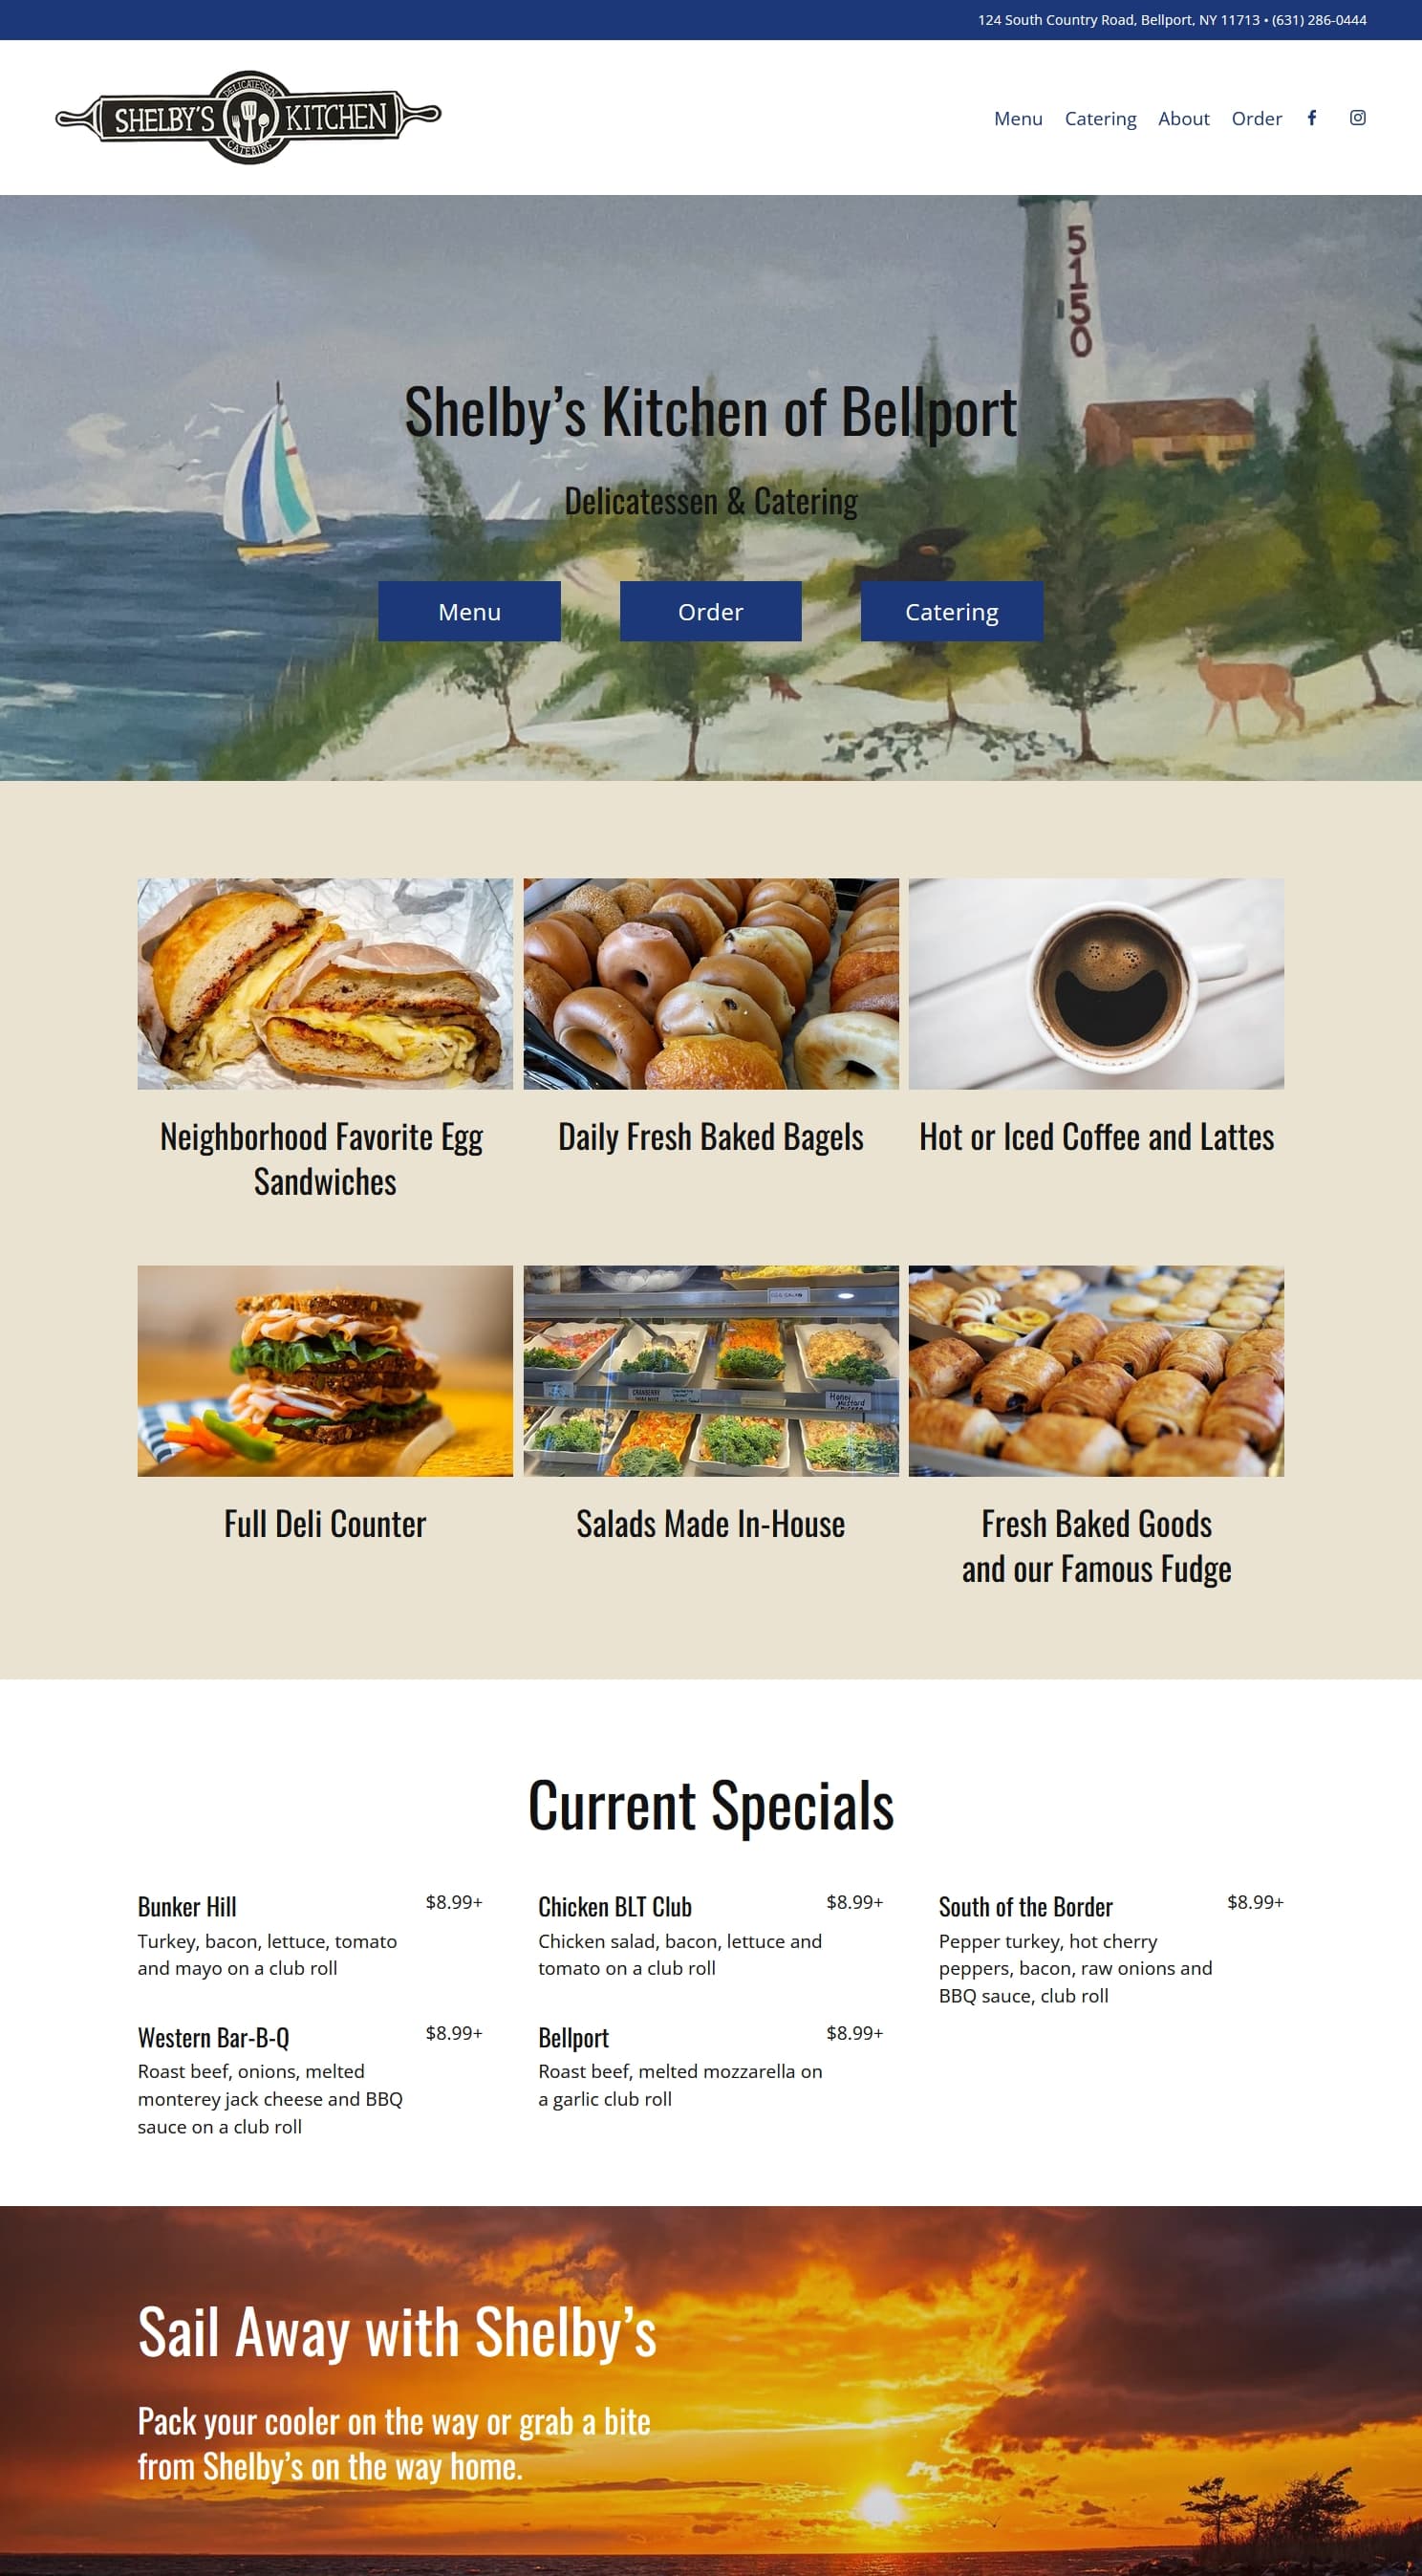 124 South Country Road, Bellport, NY 11713 • (631) 286-0444
DELICATESSEN
SHELBY'S KITCHEN
CATERING
Menu Catering About Order
5150
Shelby’s Kitchen of Bellport
Delicatessen & Catering
Menu Order Catering
Neighborhood Favorite Egg
Sandwiches
Daily Fresh Baked Bagels
Hot or Iced Coffee and Lattes
EGG SALAD
CRANBERRY
Honey
Mustard
Chicken
Full Deli Counter
Salads Made In-House
Fresh Baked Goods
and our Famous Fudge
Current Specials
Bunker Hill $8.99+
Turkey, bacon, lettuce, tomato
and mayo on a club roll
Chicken BLT Club $8.99+
Chicken salad, bacon, lettuce and
tomato on a club roll
South of the Border $8.99+
Pepper turkey, hot cherry
peppers, bacon, raw onions and
BBQ sauce, club roll
Western Bar-B-Q $8.99+
Roast beef, onions, melted
monterey jack cheese and BBQ
sauce on a club roll
Bellport $8.99+
Roast beef, melted mozzarella on
a garlic club roll
Sail Away with Shelby’s
Pack your cooler on the way or grab a bite
from Shelby’s on the way home.